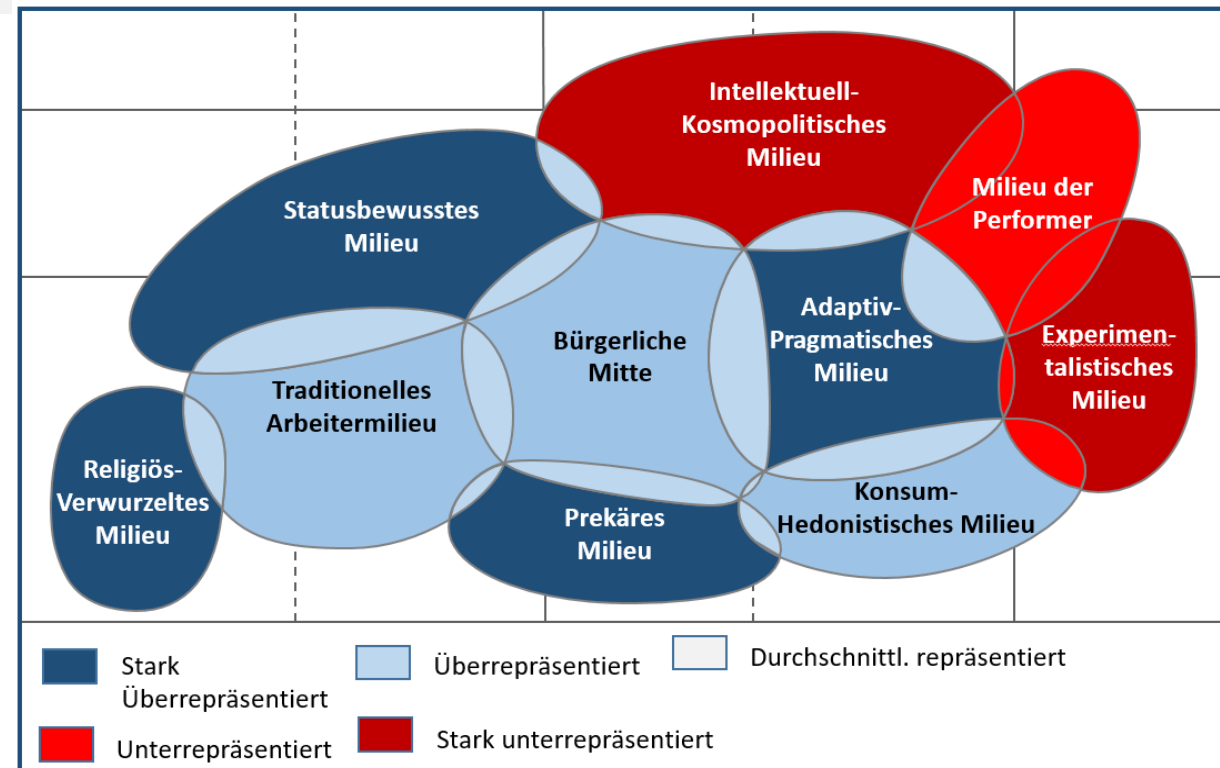 Intellektuell-
Kosmopolitisches
Milieu
Milieu der
Performer
Statusbewusstes
Milieu
Adaptiv-
Pragmatisches
Milieu
Bürgerliche
Mitte
Experimen-
talistisches
Milieu
Traditionelles
Arbeitermilieu
Religiös-
Verwurzeltes
Milieu
Konsum-
Hedonistisches Milieu
Prekäres
Milieu
Stark
Überrepräsentiert
Überrepräsentiert
Durchschnittl. repräsentiert
Unterrepräsentiert
Stark unterrepräsentiert